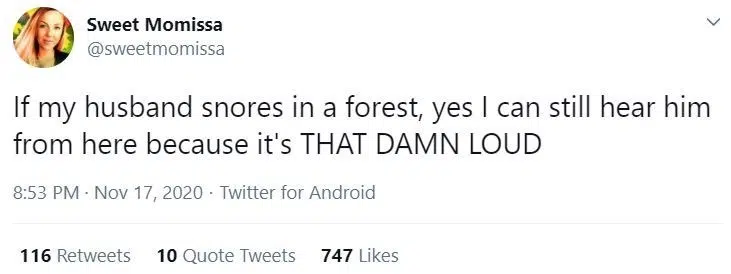 Sweet Momissa
@sweetmomissa
If my husband snores in a forest, yes I can still hear him
from here because it's THAT DAMN LOUD
8:53 PM · Nov 17, 2020 · Twitter for Android
116 Retweets 10 Quote Tweets 747 Likes